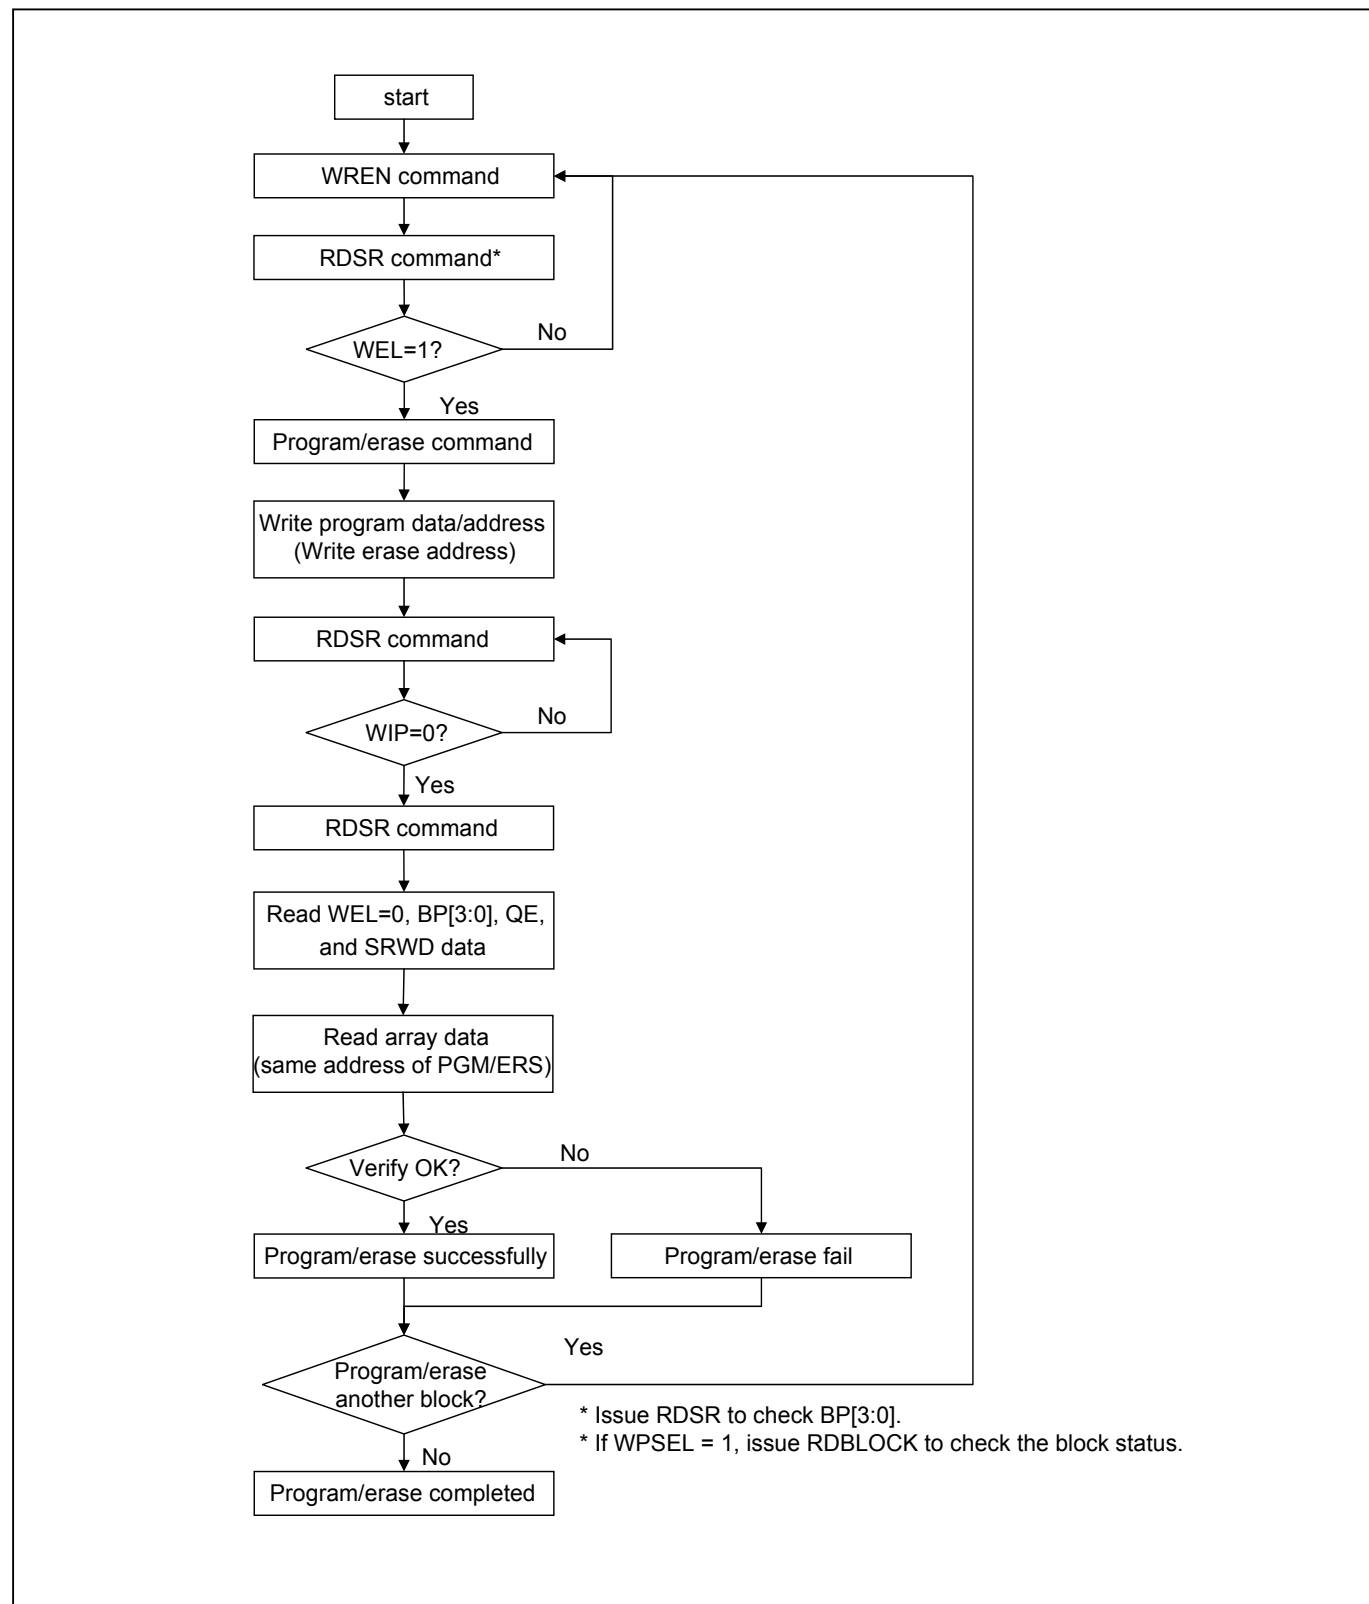 start
WREN command
RDSR command*
No
WEL=1?
Yes
Program/erase command
Write program data/address
(Write erase address)
RDSR command
No
WIP=0?
Yes
RDSR command
Read WEL=0, BP[3:0], QE,
and SRWD data
Read array data
(same address of PGM/ERS)
No
Verify OK?
Yes
Program/erase successfully
Program/erase fail
Yes
Program/erase
another block?
* Issue RDSR to check BP[3:0].
* If WPSEL = 1, issue RDBLOCK to check the block status.
No
Program/erase completed